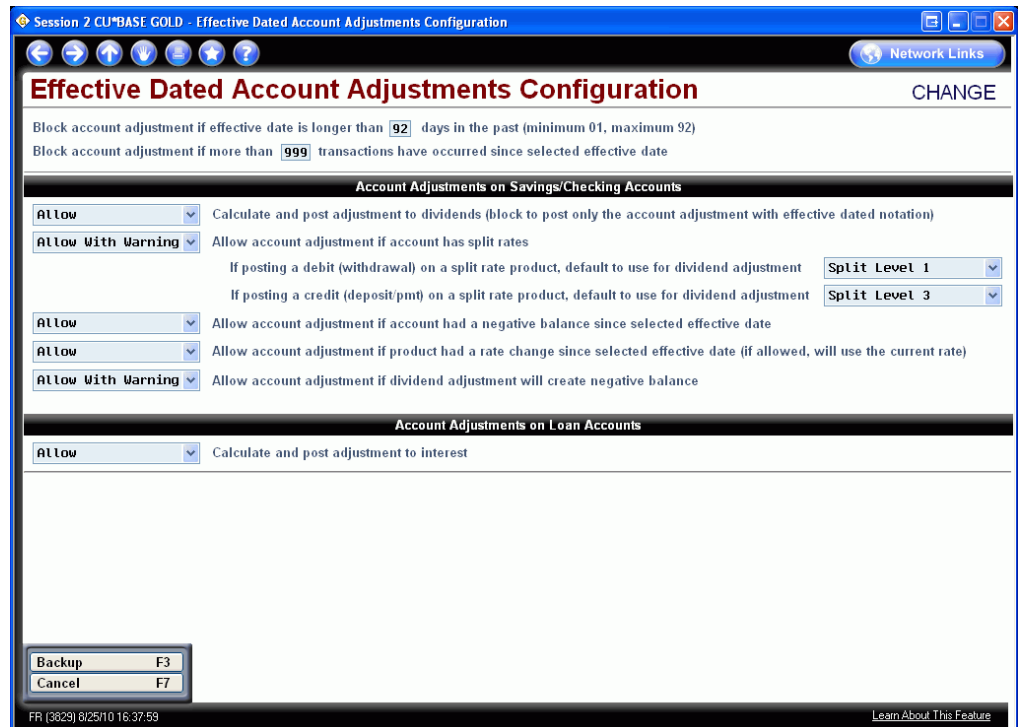 Session 2 CU*BASE GOLD - Effective Dated Account Adjustments Configuration
Network Links
Effective Dated Account Adjustments Configuration
CHANGE
Block account adjustment if effective date is longer than 92 days in the past (minimum 01, maximum 92)
Block account adjustment if more than 999 transactions have occurred since selected effective date
Account Adjustments on Savings/Checking Accounts
Allow Calculate and post adjustment to dividends (block to post only the account adjustment with effective dated notation)
Allow With Warning Allow account adjustment if account has split rates
If posting a debit (withdrawal) on a split rate product, default to use for dividend adjustment Split Level 1
If posting a credit (deposit/pmt) on a split rate product, default to use for dividend adjustment Split Level 3
Allow Allow account adjustment if account had a negative balance since selected effective date
Allow Allow account adjustment if product had a rate change since selected effective date (if allowed, will use the current rate)
Allow With Warning Allow account adjustment if dividend adjustment will create negative balance
Account Adjustments on Loan Accounts
Allow Calculate and post adjustment to interest
Backup F3
Cancel F7
FR (3829) 8/25/10 16:37:59
Learn About This Feature